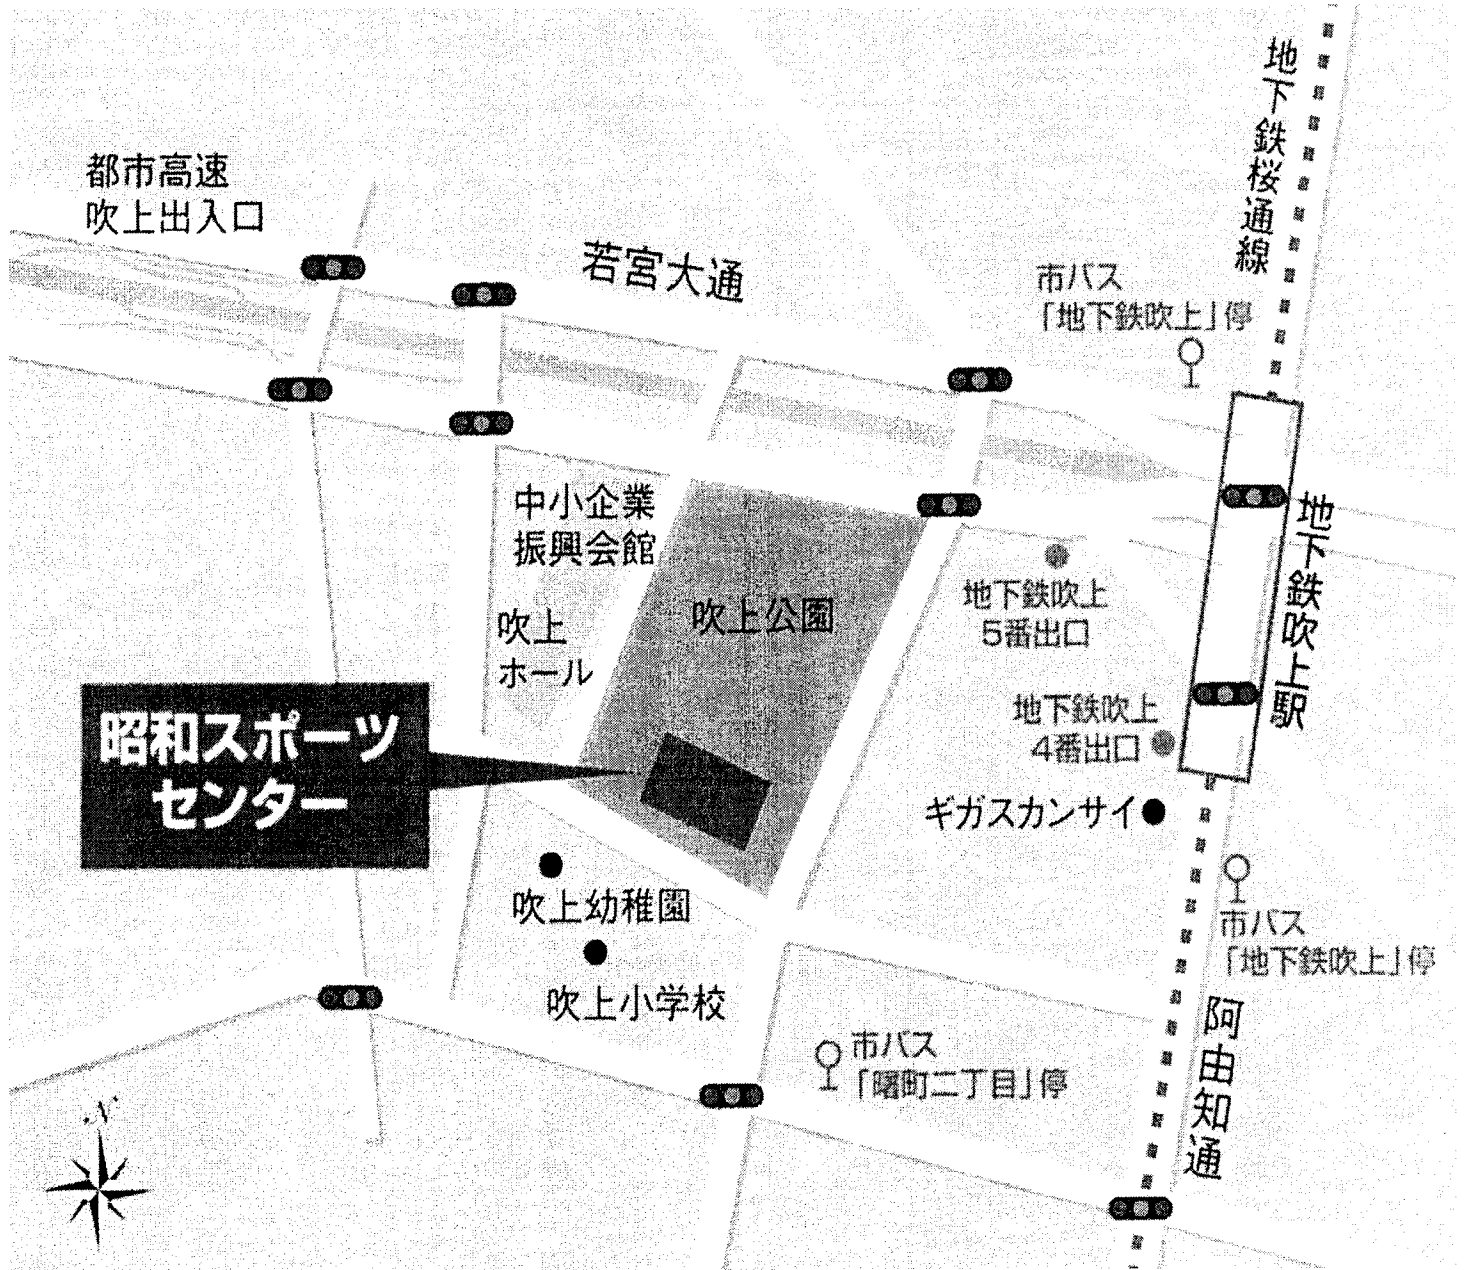 都市高速
吹上出入口
若宮大通
地下鉄桜通線
市バス
「地下鉄吹上」停
中小企業
振興会館
吹上
ホール
吹上公園
地下鉄吹上
5番出口
地下鉄吹上駅
地下鉄吹上
4番出口
昭和スポーツ
センター
ギガスカンサイ
吹上幼稚園
吹上小学校
市バス
「地下鉄吹上」停
阿由知通
市バス
「曙町二丁目」停
N